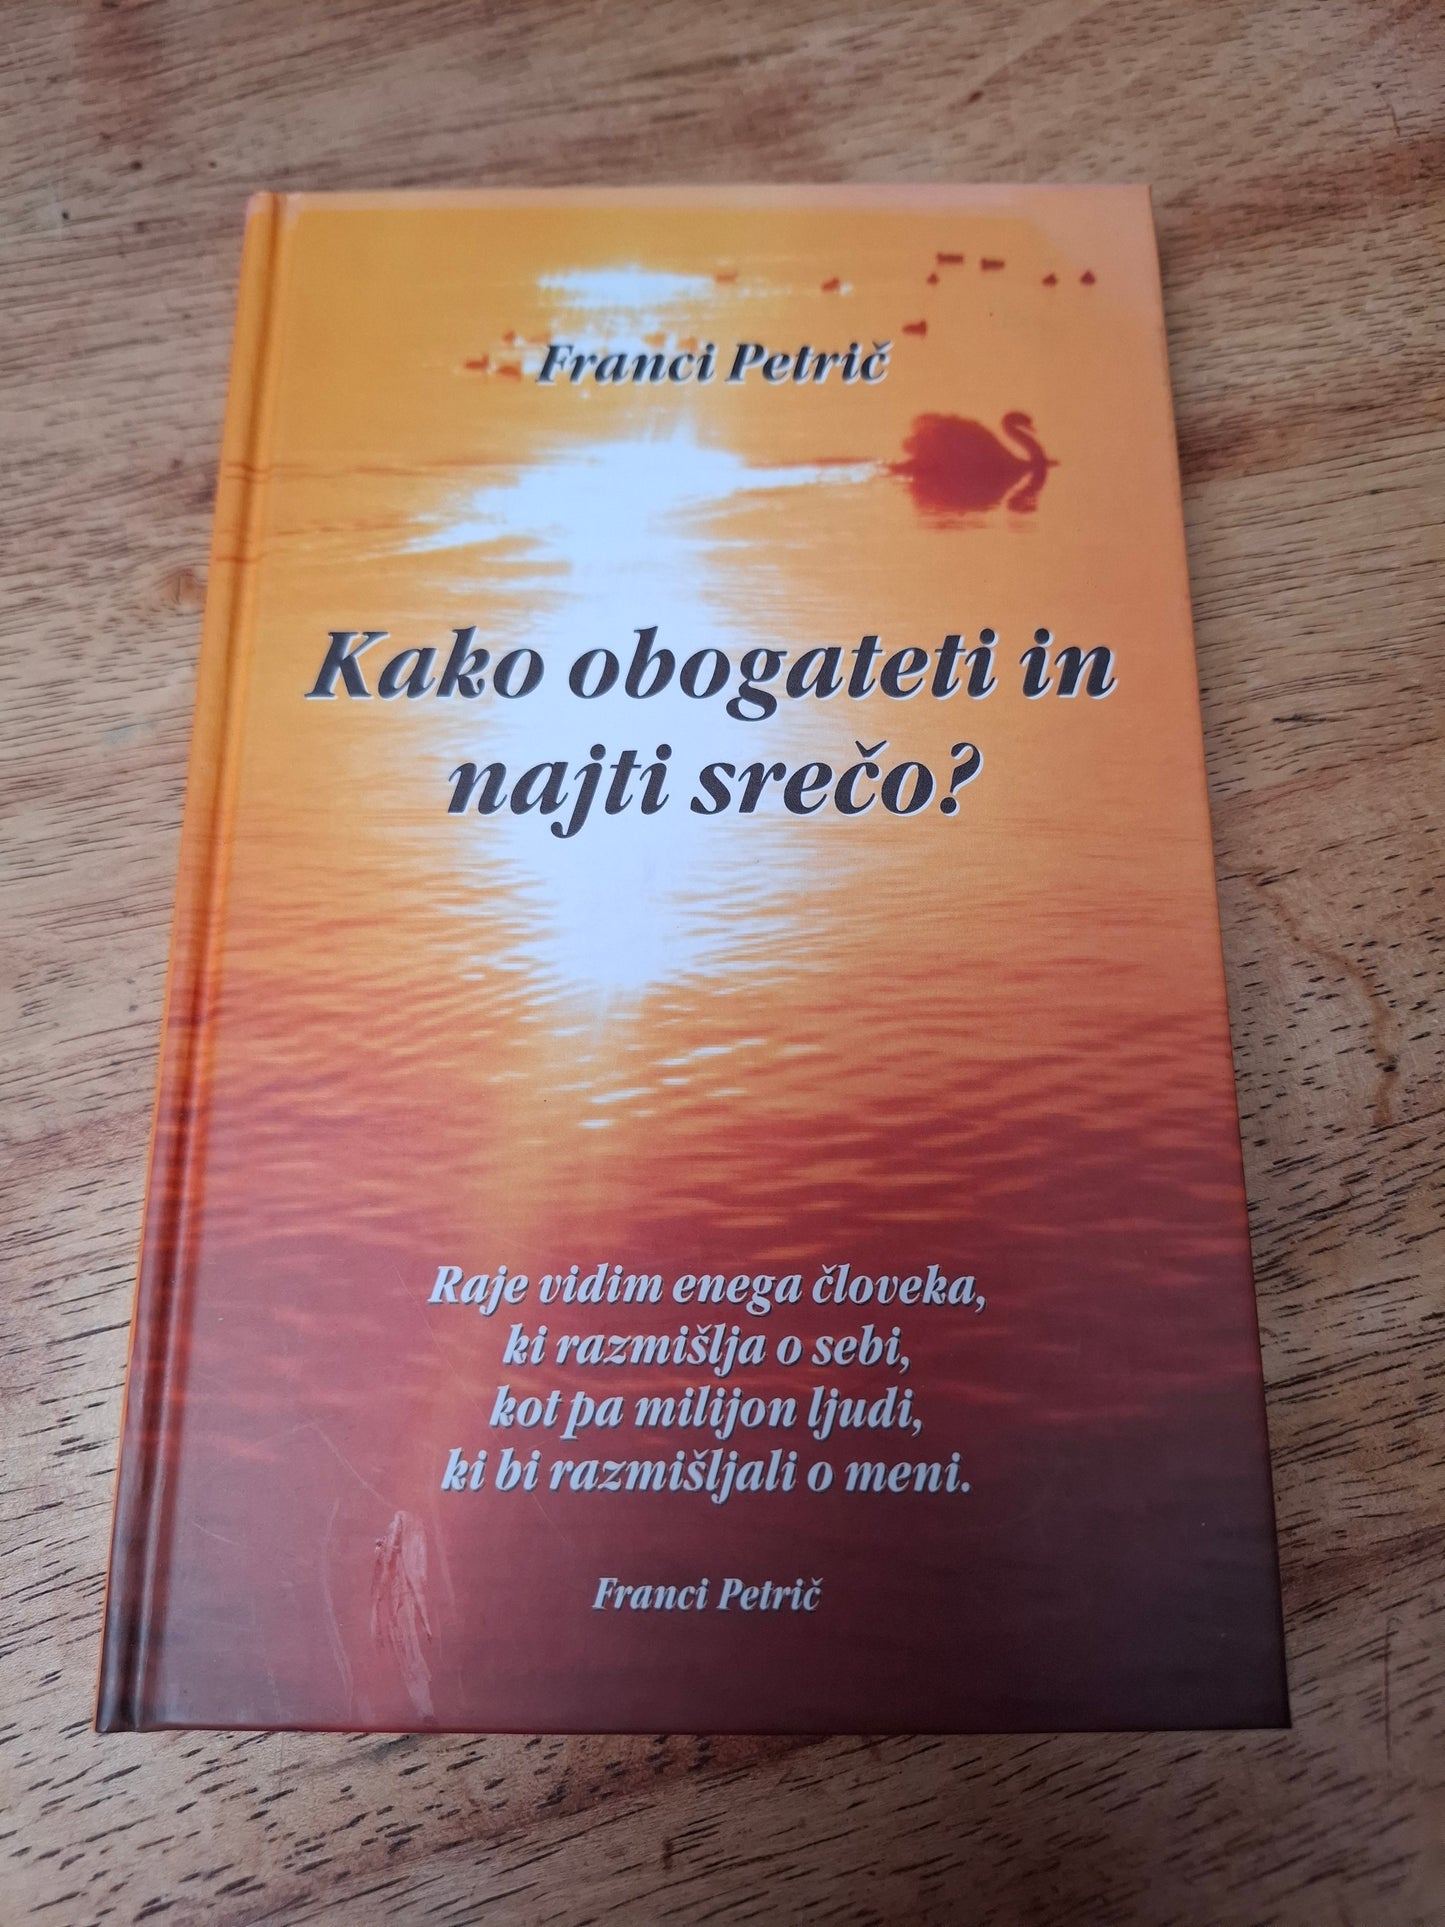 Franci Petrič
Kako obogateti in
najti srečo?
Raje vidim enega človeka,
ki razmišlja o sebi,
kot pa milijon ljudi,
ki bi razmišljali o meni.
Franci Petrič